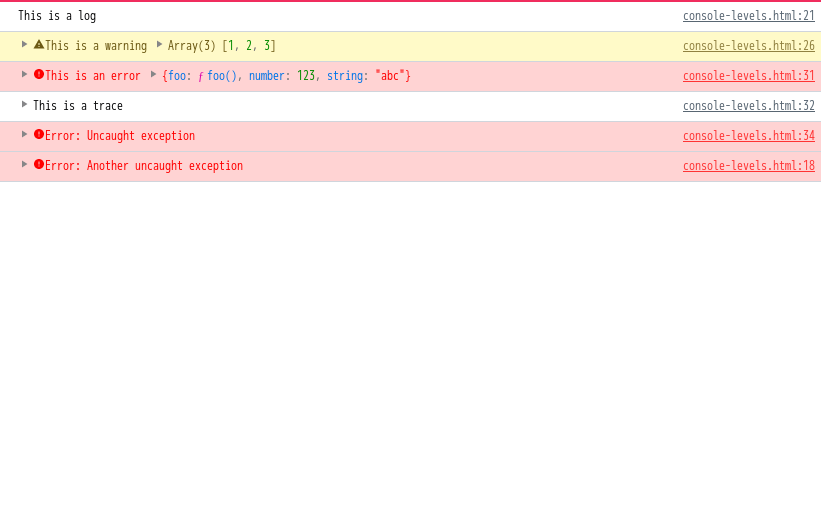 This is a log console-levels.html:21
This is a warning Array(3) [1, 2, 3] console-levels.html:26
This is an error {foo: ƒ foo(), number: 123, string: "abc"} console-levels.html:31
This is a trace console-levels.html:32
Error: Uncaught exception console-levels.html:34
Error: Another uncaught exception console-levels.html:18